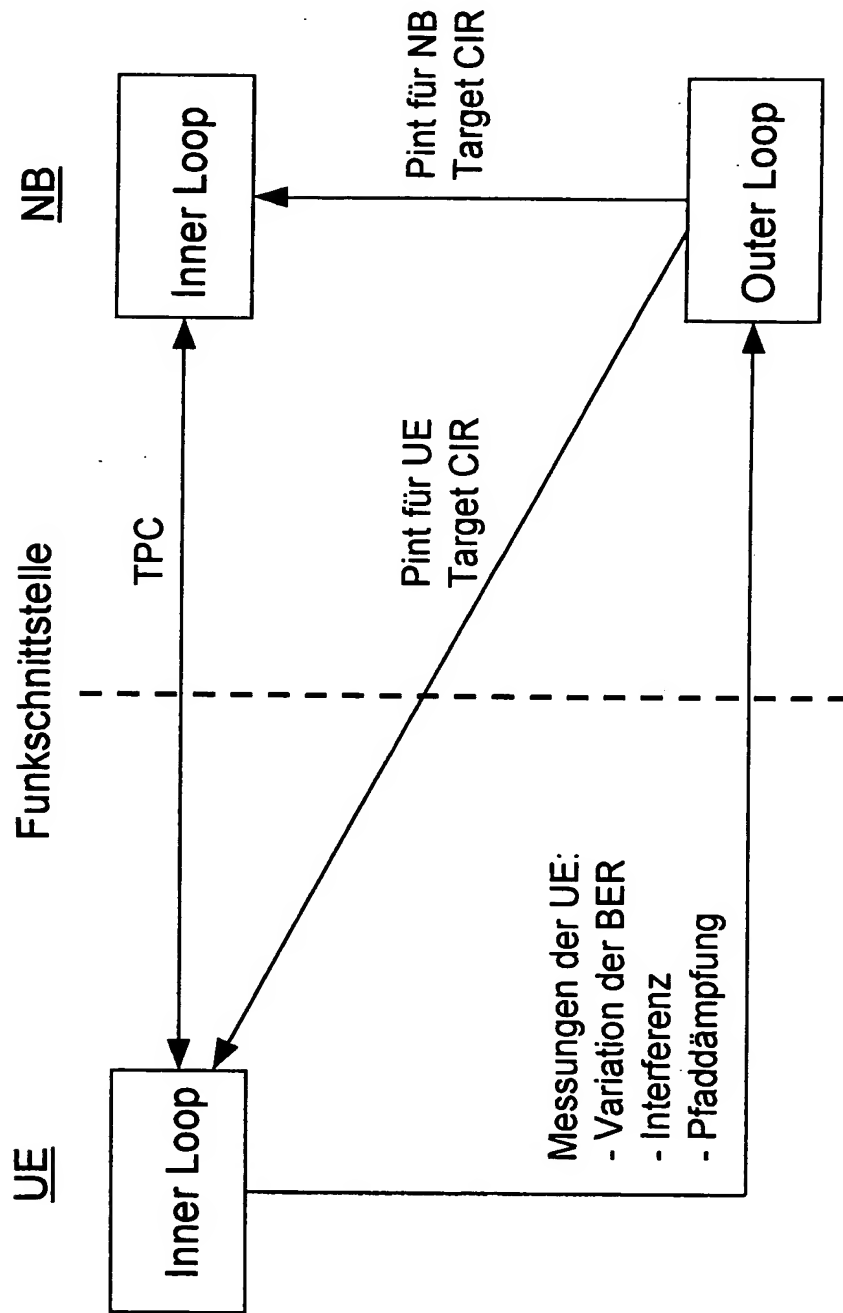 Funkschnittstelle
UE
NB
Inner Loop
TPC
Inner Loop
Pint für UE
Target CIR
Pint für NB
Target CIR
Messungen der UE:
- Variation der BER
- Interferenz
- Pfaddämpfung
Outer Loop